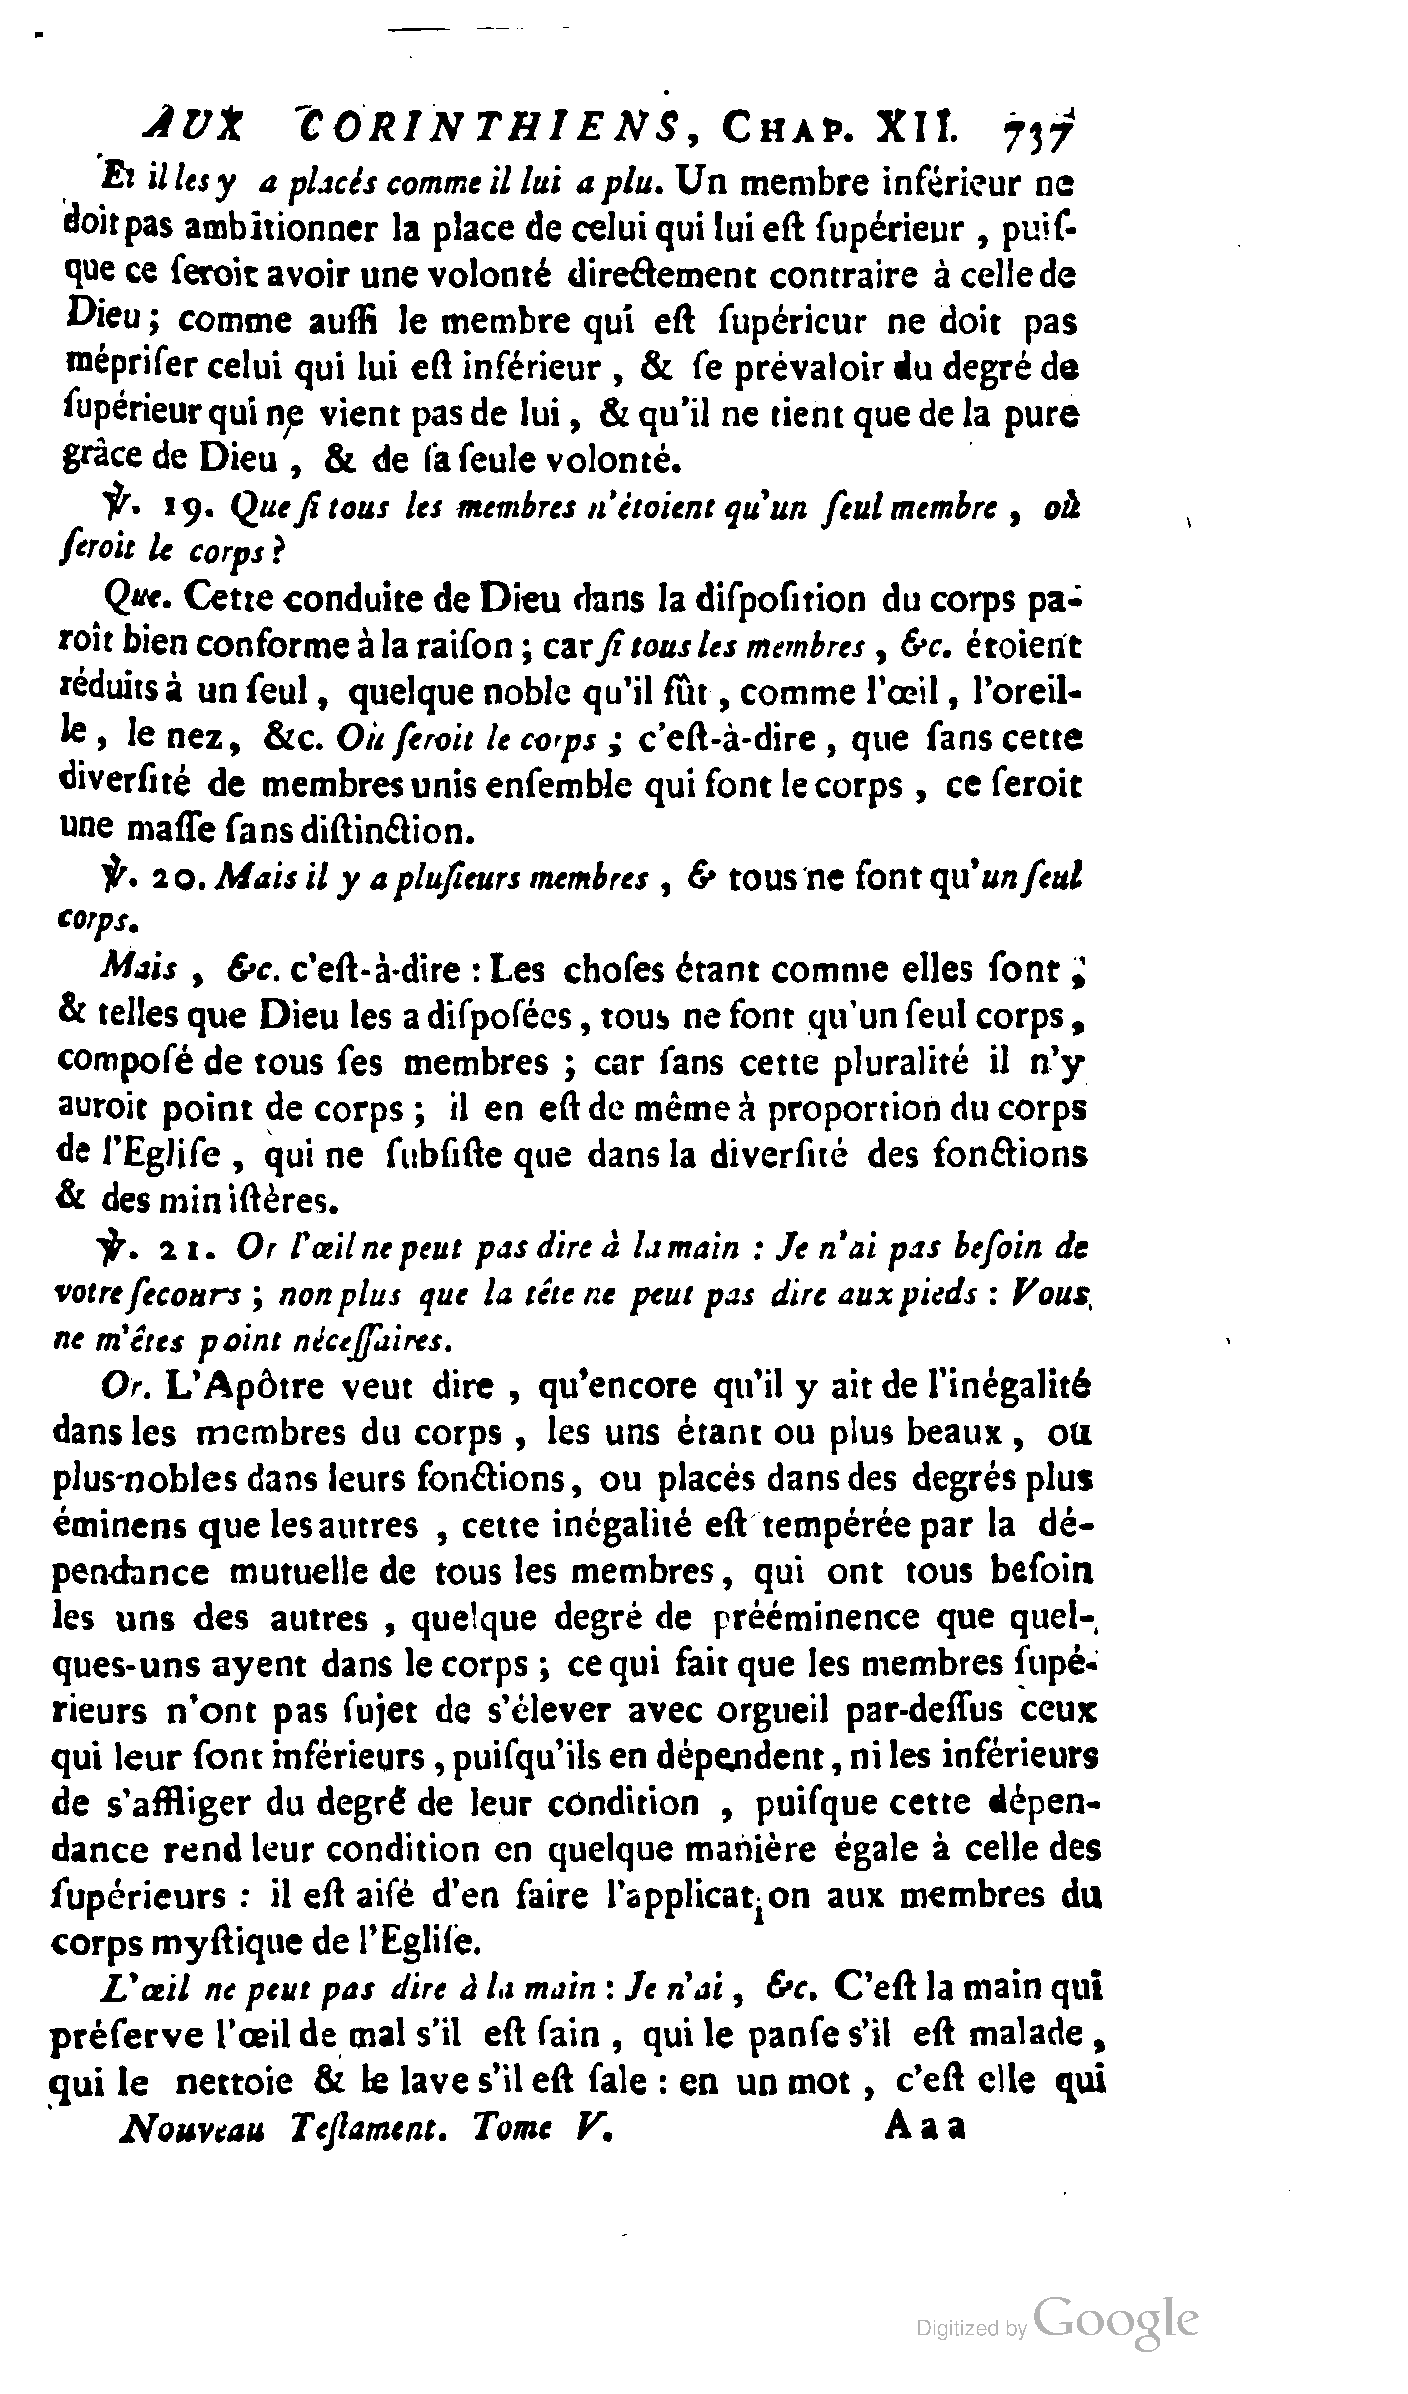 AUX CORINTHIENS, CHAP. XII. 737
Et il les y a placés comme il lui a plu. Un membre inférieur ne
doit pas ambitionner la place de celui qui lui eſt ſupérieur , puiſ-
que ce ſeroit avoir une volonté directement contraire à celle de
Dieu ; comme auſſi le membre qui eſt ſupérieur ne doit pas
mépriſer celui qui lui eſt inférieur , & ſe prévaloir du degré de
ſupérieur qui ne vient pas de lui , & qu'il ne tient que de la pure
grâce de Dieu , & de ſa ſeule volonté.
℣. 19. Que ſi tous les membres n'étoient qu'un ſeul membre , où
ſeroit le corps ?
Que. Cette conduite de Dieu dans la diſpoſition du corps pa-
roît bien conforme à la raiſon ; car ſi tous les membres , &c. étoient
réduits à un ſeul , quelque noble qu'il fût , comme l'œil , l'oreil-
le , le nez, &c. Où ſeroit le corps ; c'eſt-à-dire , que ſans cette
diverſité de membres unis enſemble qui font le corps , ce ſeroit
une maſſe ſans diſtinction.
℣. 20. Mais il y a pluſieurs membres , & tous ne font qu'un ſeul
corps.
Mais , &c. c'eſt-à-dire : Les choſes étant comme elles ſont ;
& telles que Dieu les a diſpoſées , tous ne font qu'un ſeul corps ,
compoſé de tous ſes membres ; car ſans cette pluralité il n'y
auroit point de corps ; il en eſt de même à proportion du corps
de l'Egliſe , qui ne ſubſiſte que dans la diverſité des fonctions
& des miniſtères.
℣. 21. Or l'œil ne peut pas dire à la main : Je n'ai pas beſoin de
votre ſecours ; non plus que la tête ne peut pas dire aux pieds : Vous
ne m'êtes point néceſſaires.
Or. L'Apôtre veut dire , qu'encore qu'il y ait de l'inégalité
dans les membres du corps , les uns étant ou plus beaux , ou
plus-nobles dans leurs fonctions , ou placés dans des degrés plus
éminens que les autres , cette inégalité eſt tempérée par la dé-
pendance mutuelle de tous les membres , qui ont tous beſoin
les uns des autres , quelque degré de prééminence que quel-
ques-uns ayent dans le corps ; ce qui fait que les membres ſupé-
rieurs n'ont pas ſujet de s'élever avec orgueil par-deſſus ceux
qui leur ſont inférieurs , puiſqu'ils en dépendent , ni les inférieurs
de s'affliger du degré de leur condition , puiſque cette dépen-
dance rend leur condition en quelque manière égale à celle des
ſupérieurs : il eſt aiſé d'en faire l'application aux membres du
corps myſtique de l'Egliſe.
L'œil ne peut pas dire à la main : Je n'ai , &c. C'eſt la main qui
préſerve l'œil de mal s'il eſt ſain , qui le panſe s'il eſt malade ,
qui le nettoie & le lave s'il eſt ſale : en un mot , c'eſt elle qui
Nouveau Teſtament. Tome V. Aaa
Digitized by Google